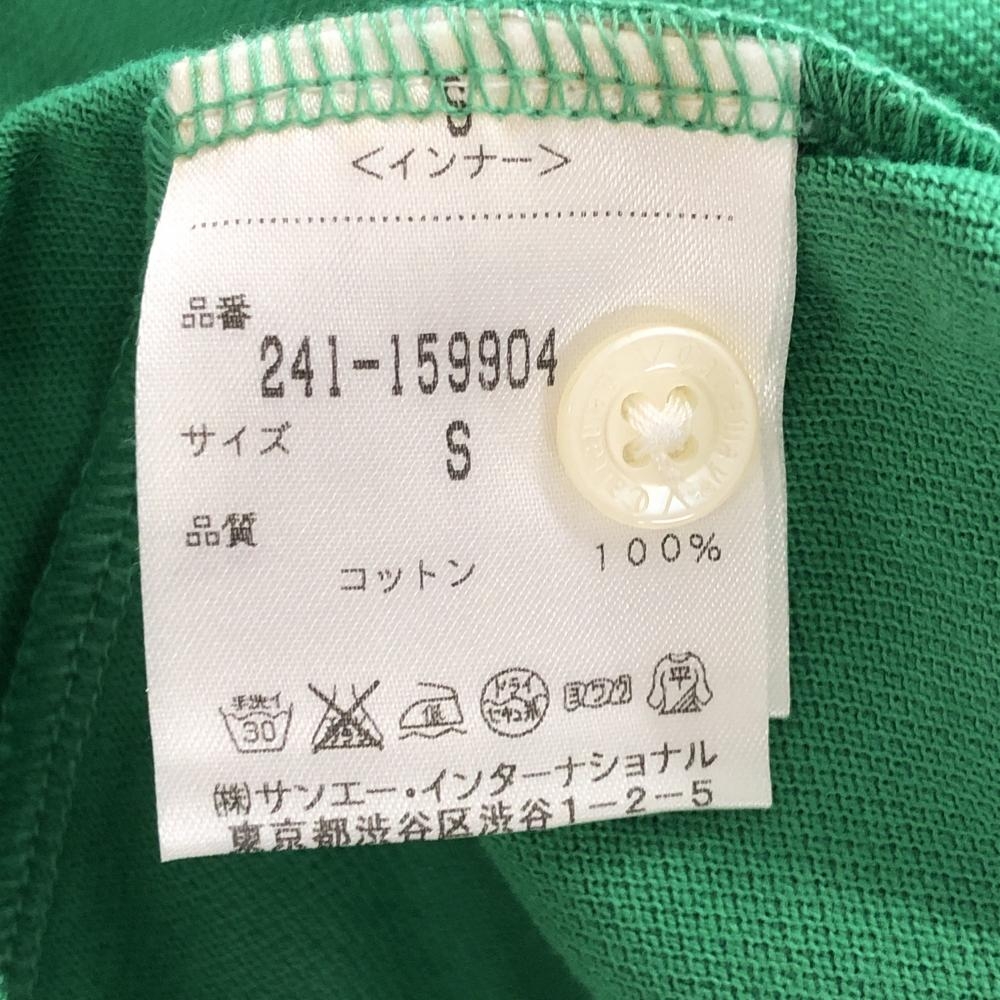 S
<インナー>
品番
241-159904
サイズ
S
品質
コットン 100%
手洗イ
30
低
ドライ
セキユ系
ヨワク
平
(株)サンエー・インターナショナル
東京都渋谷区渋谷1-2-5